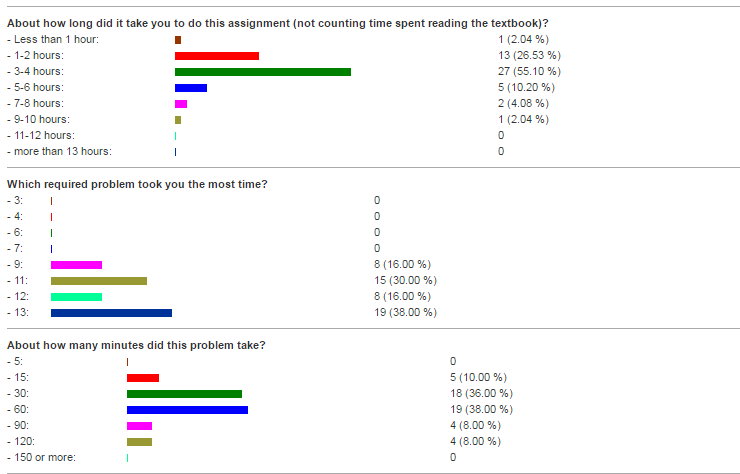 About how long did it take you to do this assignment (not counting time spent reading the textbook)?
- Less than 1 hour: 1 (2.04 %)
- 1-2 hours: 13 (26.53 %)
- 3-4 hours: 27 (55.10 %)
- 5-6 hours: 5 (10.20 %)
- 7-8 hours: 2 (4.08 %)
- 9-10 hours: 1 (2.04 %)
- 11-12 hours: 0
- more than 13 hours: 0
Which required problem took you the most time?
- 3: 0
- 4: 0
- 6: 0
- 7: 0
- 9: 8 (16.00 %)
- 11: 15 (30.00 %)
- 12: 8 (16.00 %)
- 13: 19 (38.00 %)
About how many minutes did this problem take?
- 5: 0
- 15: 5 (10.00 %)
- 30: 18 (36.00 %)
- 60: 19 (38.00 %)
- 90: 4 (8.00 %)
- 120: 4 (8.00 %)
- 150 or more: 0